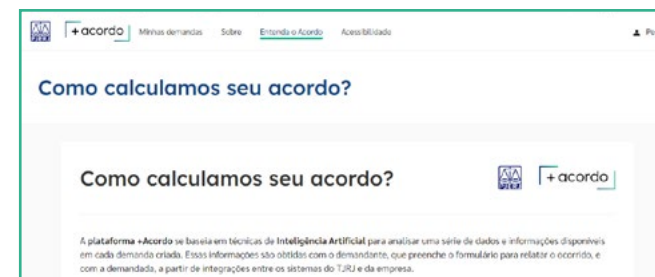 +acordo Minhas demandas Sobre Entenda o Acordo Acessibilidade
Como calculamos seu acordo?
Como calculamos seu acordo? +acordo
A plataforma +Acordo se baseia em técnicas de Inteligência Artificial para analisar uma série de dados e informações disponíveis
em cada demanda criada. Essas informações são obtidas com o demandante, que preenche o formulário para relatar o ocorrido, e
com a demandada, a partir de integrações entre os sistemas do TJRJ e da empresa.